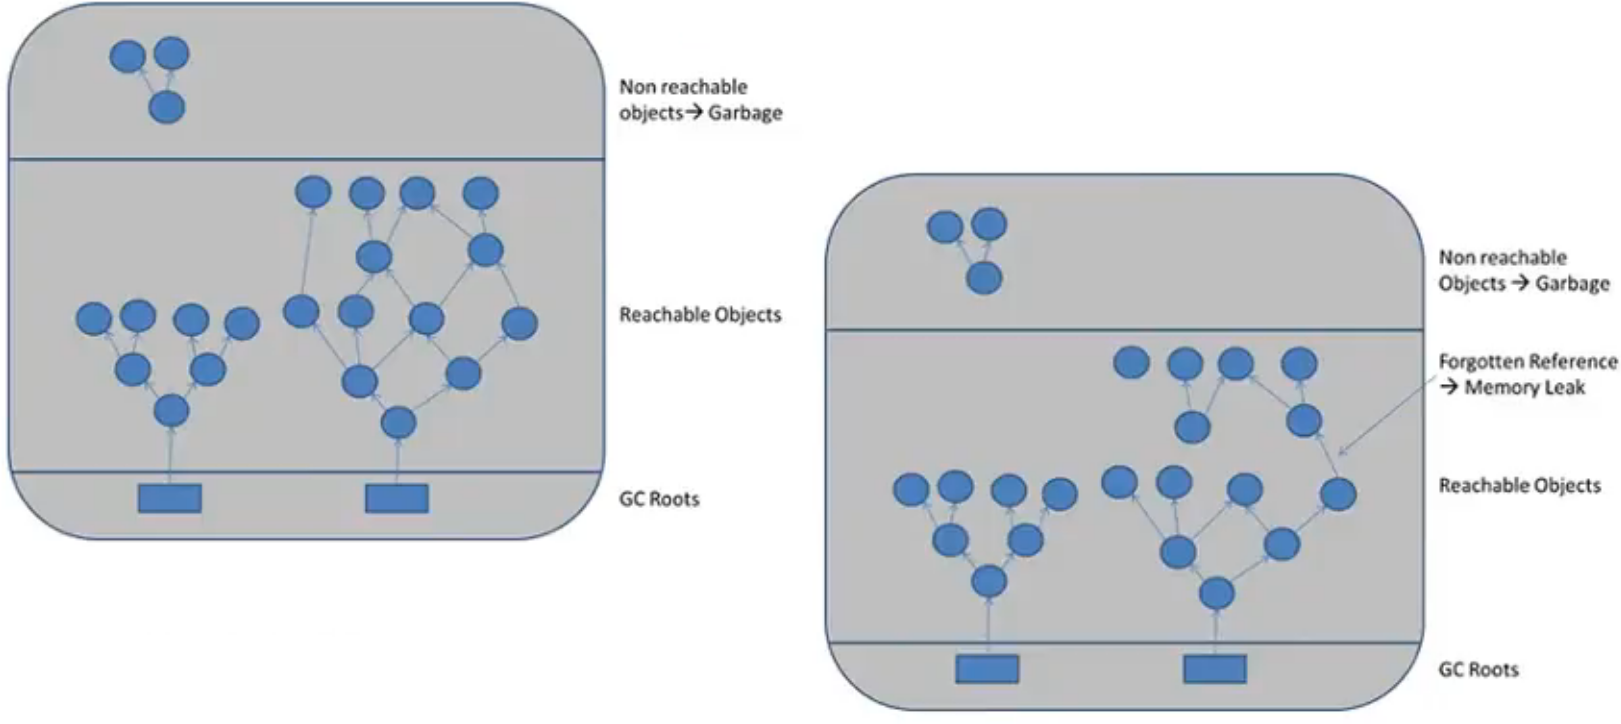 Non reachable
objects→ Garbage
Reachable Objects
GC Roots
Non reachable
Objects → Garbage
Forgotten Reference
→ Memory Leak
Reachable Objects
GC Roots